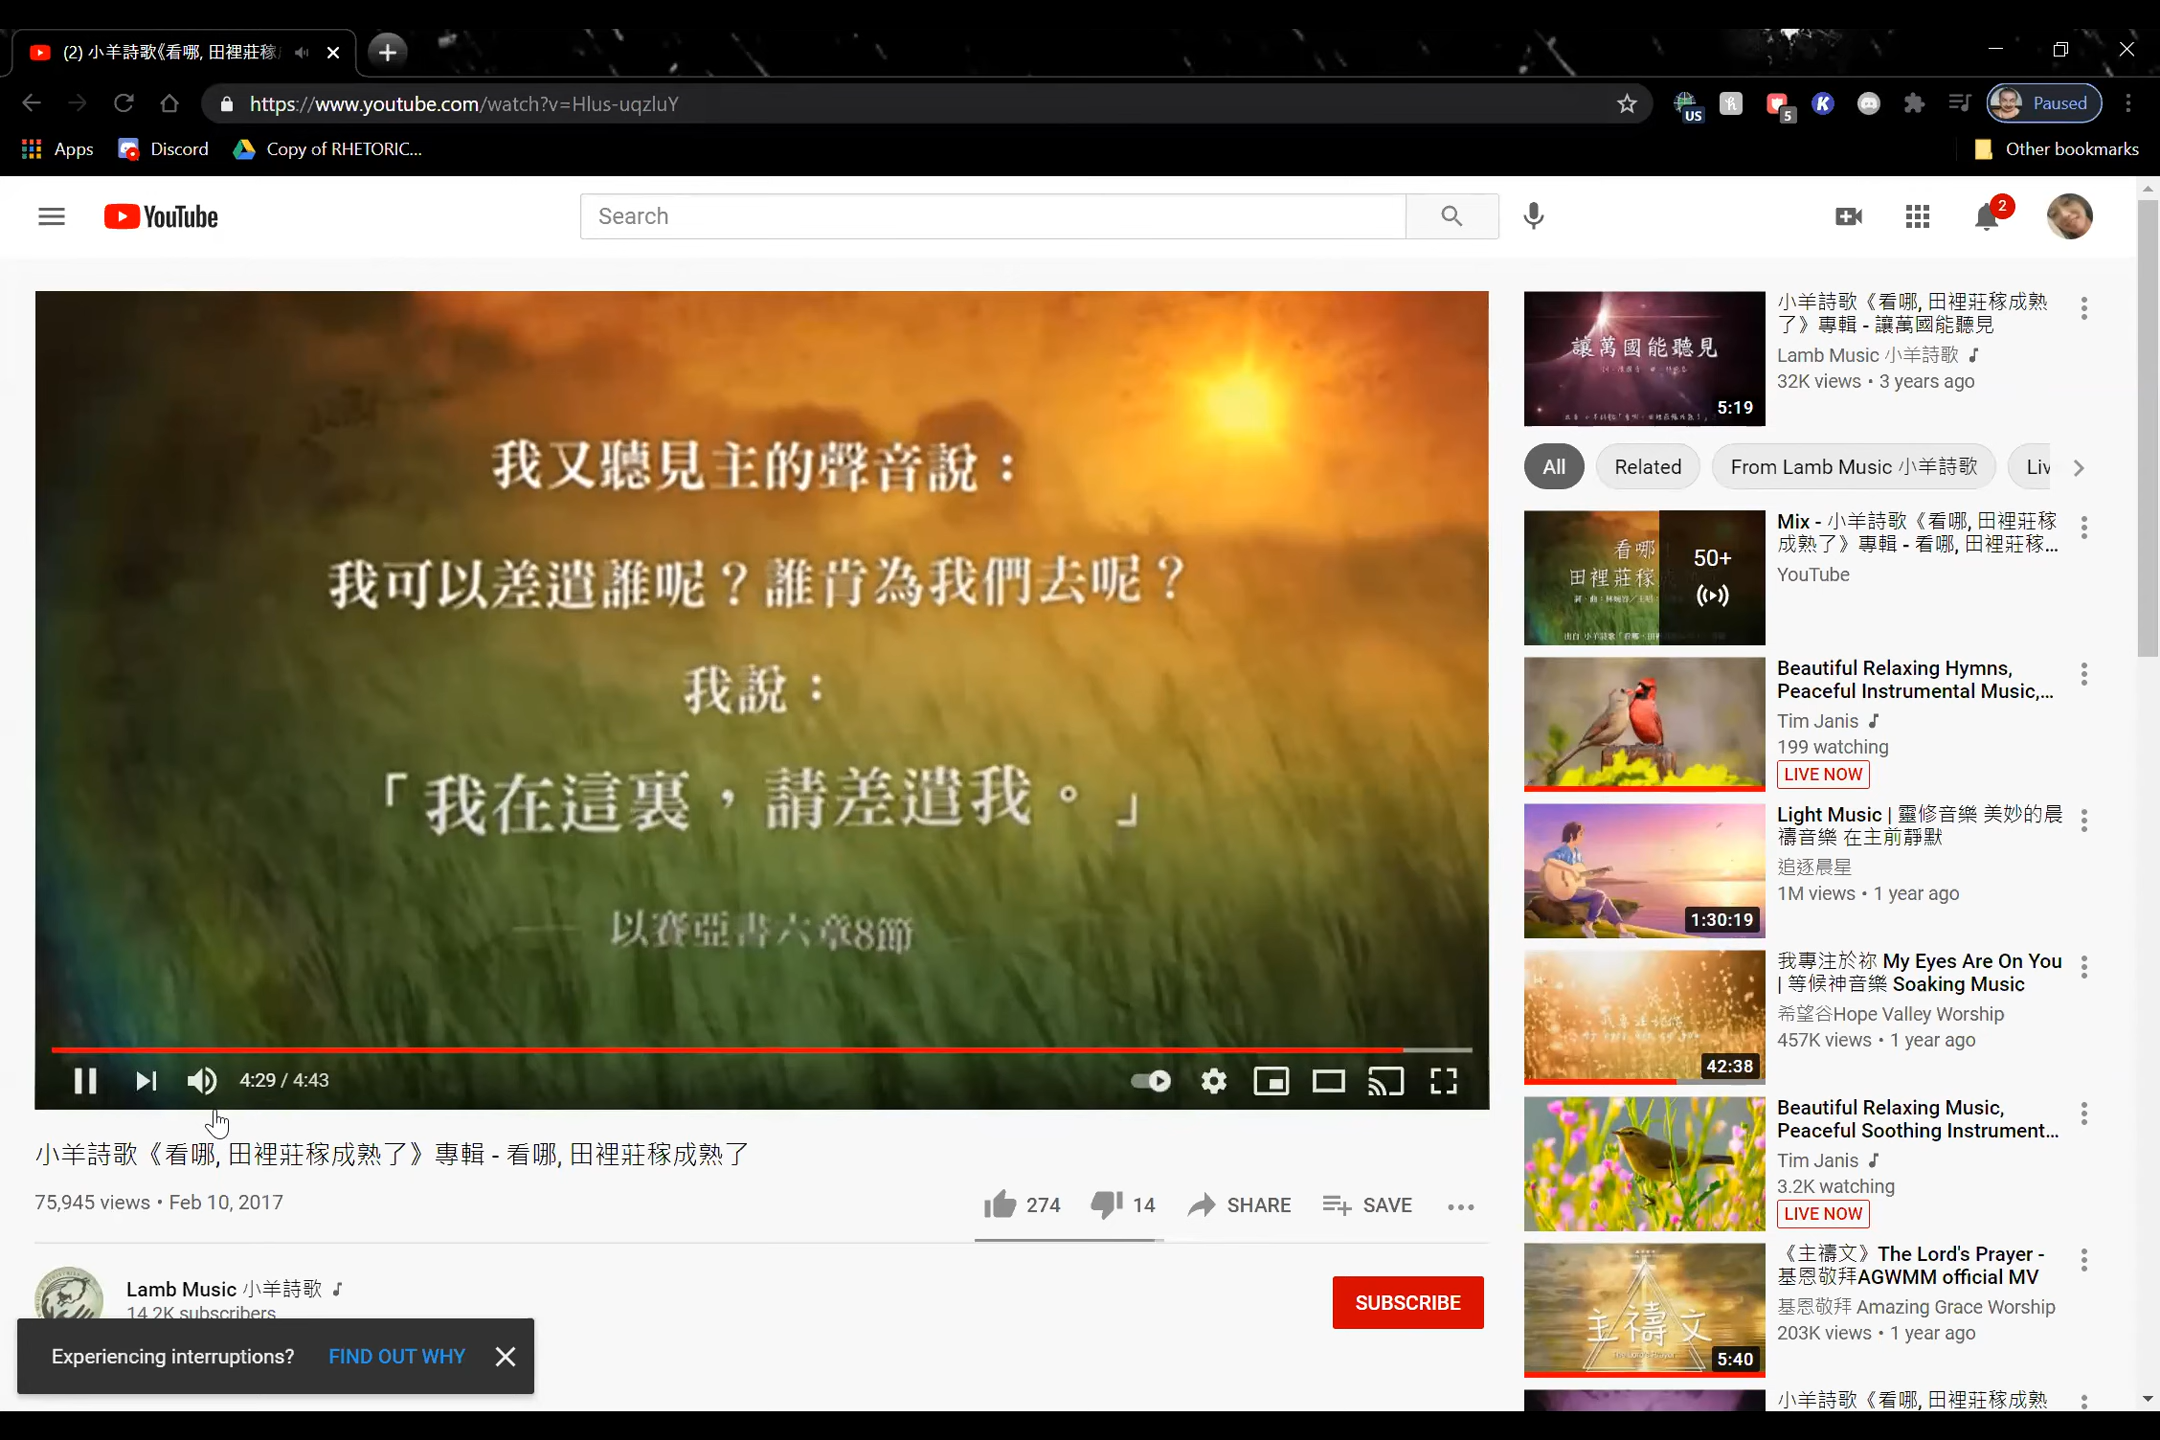 (2) 小羊詩歌《看哪, 田裡莊稼
https://www.youtube.com/watch?v=Hlus-uqzluY
US
5
Paused
Apps
Discord
Copy of RHETORIC...
Other bookmarks
YouTube
Search
2
我又聽見主的聲音說：
我可以差遣誰呢？誰肯為我們去呢？
我說：
「我在這裏，請差遣我。」
以賽亞書六章8節
4:29 / 4:43
小羊詩歌《看哪, 田裡莊稼成熟了》專輯 - 看哪, 田裡莊稼成熟了
75,945 views • Feb 10, 2017
274
14
SHARE
SAVE
Lamb Music 小羊詩歌
14.2K subscribers
SUBSCRIBE
Experiencing interruptions?
FIND OUT WHY
讓萬國能聽見
5:19
小羊詩歌《看哪, 田裡莊稼成熟
了》專輯 - 讓萬國能聽見
Lamb Music 小羊詩歌
32K views • 3 years ago
All
Related
From Lamb Music 小羊詩歌
Liv
看哪
田裡莊稼
50+
Mix - 小羊詩歌《看哪, 田裡莊稼
成熟了》專輯 - 看哪, 田裡莊稼...
YouTube
Beautiful Relaxing Hymns,
Peaceful Instrumental Music,...
Tim Janis
199 watching
LIVE NOW
1:30:19
Light Music | 靈修音樂 美妙的晨
禱音樂 在主前靜默
追逐晨星
1M views • 1 year ago
42:38
我專注於祢 My Eyes Are On You
| 等候神音樂 Soaking Music
希望谷Hope Valley Worship
457K views • 1 year ago
Beautiful Relaxing Music,
Peaceful Soothing Instrument...
Tim Janis
3.2K watching
LIVE NOW
主禱文
The Lord's Prayer
5:40
《主禱文》The Lord's Prayer -
基恩敬拜AGWMM official MV
基恩敬拜 Amazing Grace Worship
203K views • 1 year ago
小羊詩歌《看哪, 田裡莊稼成熟